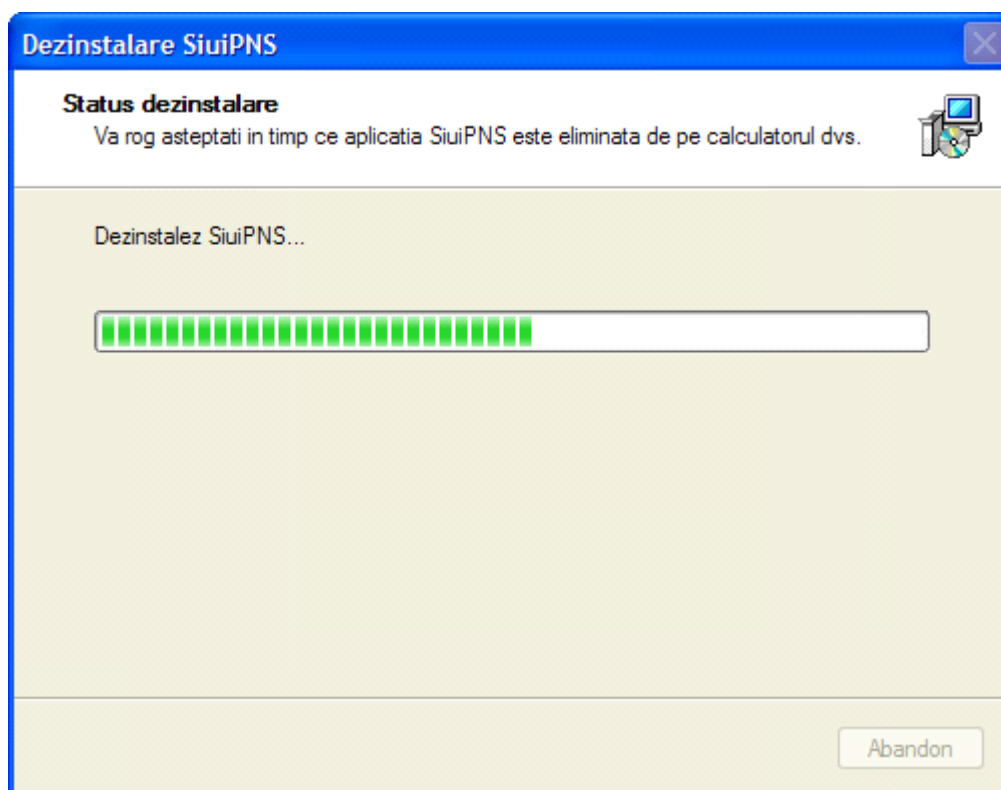 Dezinstalare SiuiPNS
Status dezinstalare
Va rog asteptati in timp ce aplicatia SiuiPNS este eliminata de pe calculatorul dvs.
Dezinstalez SiuiPNS...
Abandon